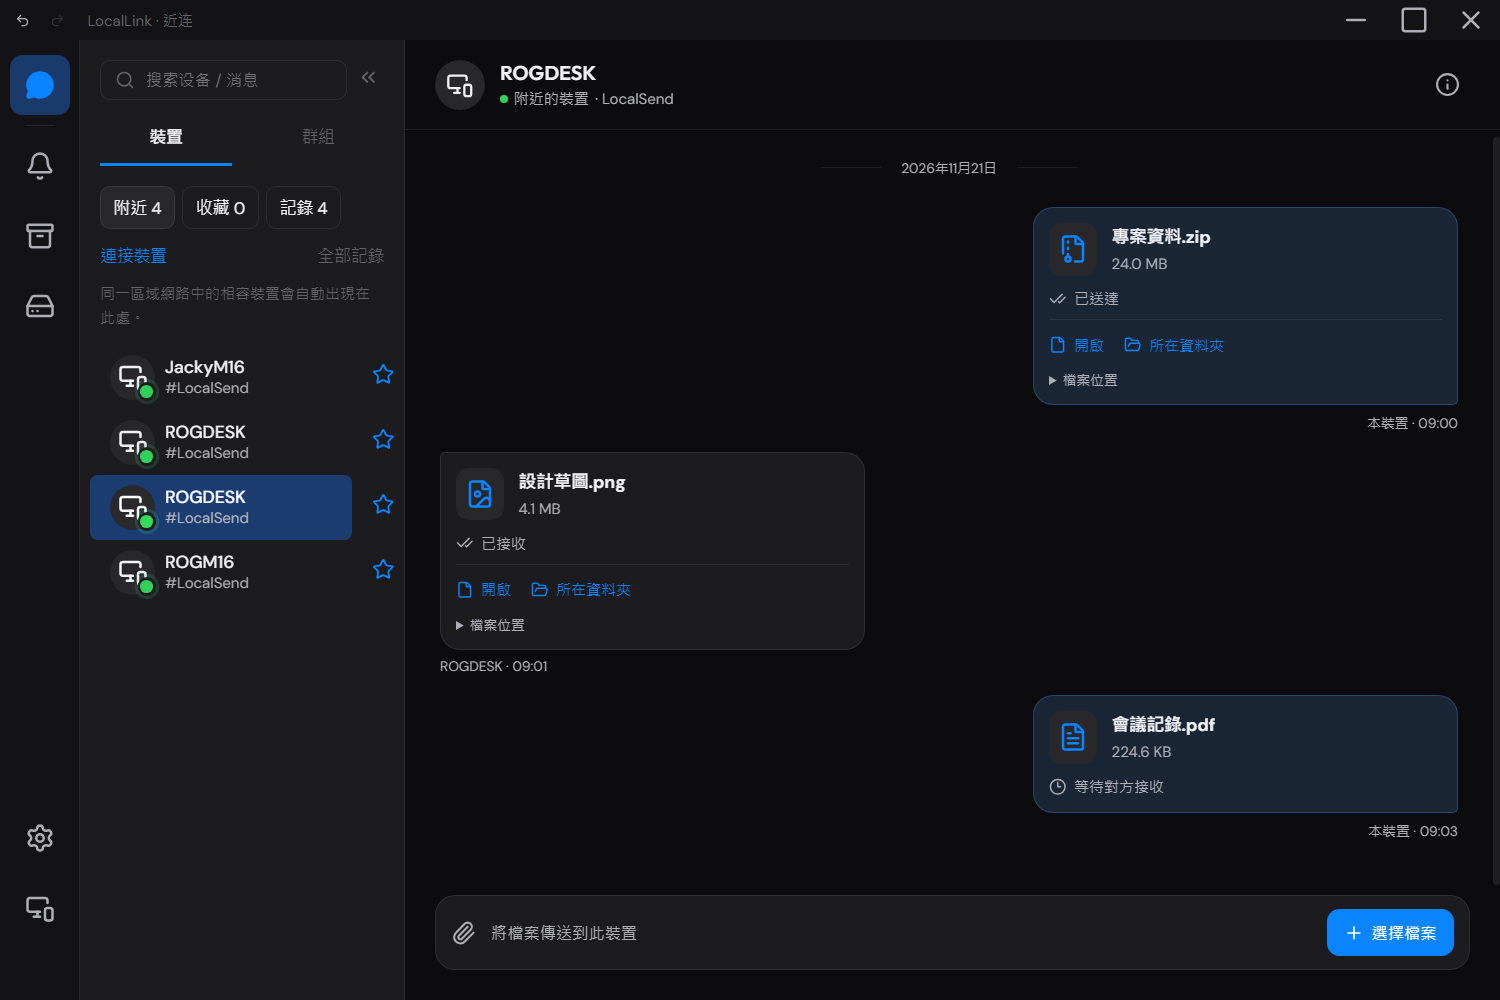 LocalLink · 近连
搜索设备 / 消息
裝置
群組
附近 4
收藏 0
記錄 4
連接裝置
全部記錄
同一區域網路中的相容裝置會自動出現在
此處。
JackyM16
#LocalSend
ROGDESK
#LocalSend
ROGDESK
#LocalSend
ROGM16
#LocalSend
ROGDESK
附近的裝置 · LocalSend
2026年11月21日
專案資料.zip
24.0 MB
已送達
開啟 所在資料夾
檔案位置
本裝置 · 09:00
設計草圖.png
4.1 MB
已接收
開啟 所在資料夾
檔案位置
ROGDESK · 09:01
會議記錄.pdf
224.6 KB
等待對方接收
本裝置 · 09:03
將檔案傳送到此裝置
選擇檔案